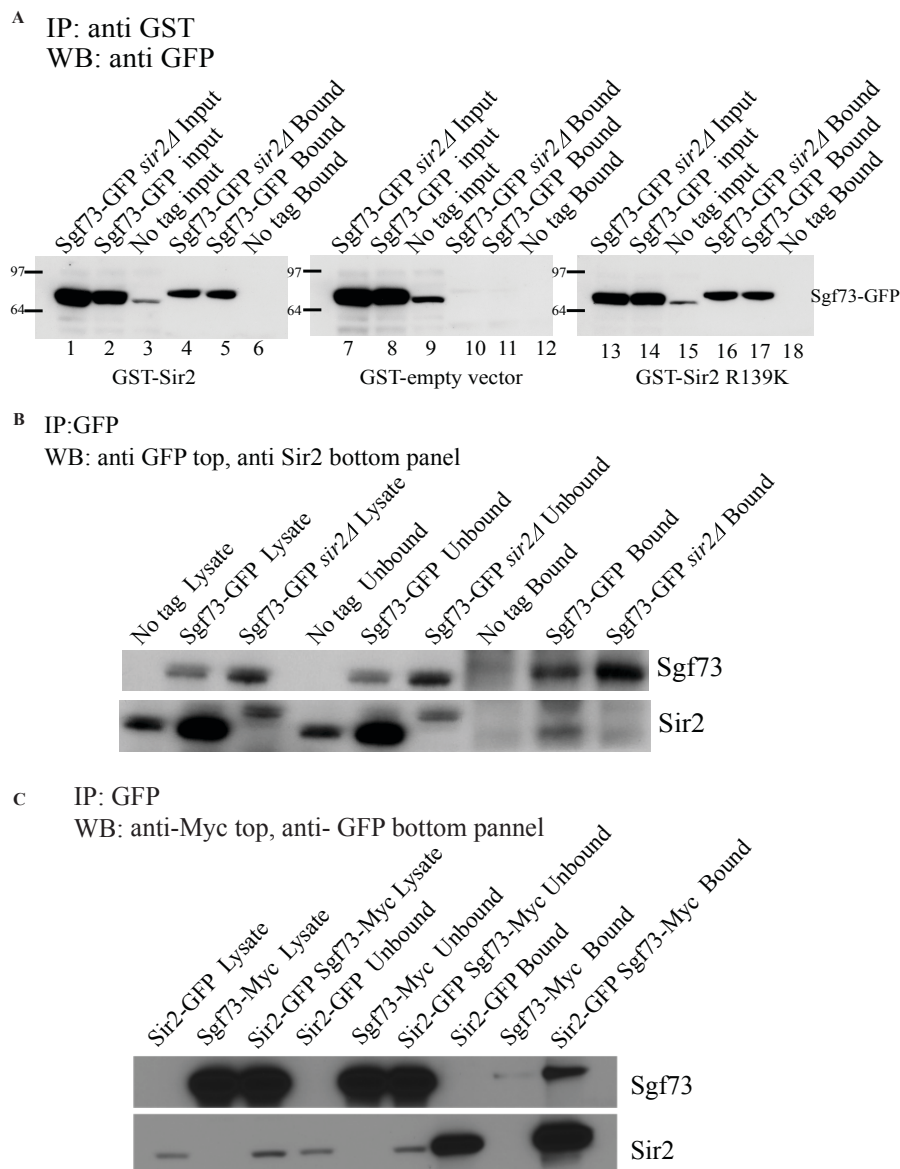 A
IP: anti GST
WB: anti GFP
Sgf73-GFP sir2Δ Input
Sgf73-GFP input
No tag input
Sgf73-GFP sir2Δ Bound
Sgf73-GFP Bound
No tag Bound
Sgf73-GFP sir2Δ Input
Sgf73-GFP input
No tag input
Sgf73-GFP sir2Δ Bound
Sgf73-GFP Bound
No tag Bound
Sgf73-GFP sir2Δ Input
Sgf73-GFP input
No tag input
Sgf73-GFP sir2Δ Bound
Sgf73-GFP Bound
No tag Bound
97
64
97
64
97
64
Sgf73-GFP
1 2 3 4 5 6
7 8 9 10 11 12
13 14 15 16 17 18
GST-Sir2
GST-empty vector
GST-Sir2 R139K
B
IP:GFP
WB: anti GFP top, anti Sir2 bottom panel
No tag Lysate
Sgf73-GFP Lysate
Sgf73-GFP sir2Δ Lysate
No tag Unbound
Sgf73-GFP Unbound
Sgf73-GFP sir2Δ Unbound
No tag Bound
Sgf73-GFP Bound
Sgf73-GFP sir2Δ Bound
Sgf73
Sir2
C
IP: GFP
WB: anti-Myc top, anti- GFP bottom pannel
Sir2-GFP Lysate
Sgf73-Myc Lysate
Sir2-GFP Sgf73-Myc Lysate
Sir2-GFP Unbound
Sgf73-Myc Unbound
Sir2-GFP Sgf73-Myc Unbound
Sir2-GFP Bound
Sgf73-Myc Bound
Sir2-GFP Sgf73-Myc Bound
Sgf73
Sir2